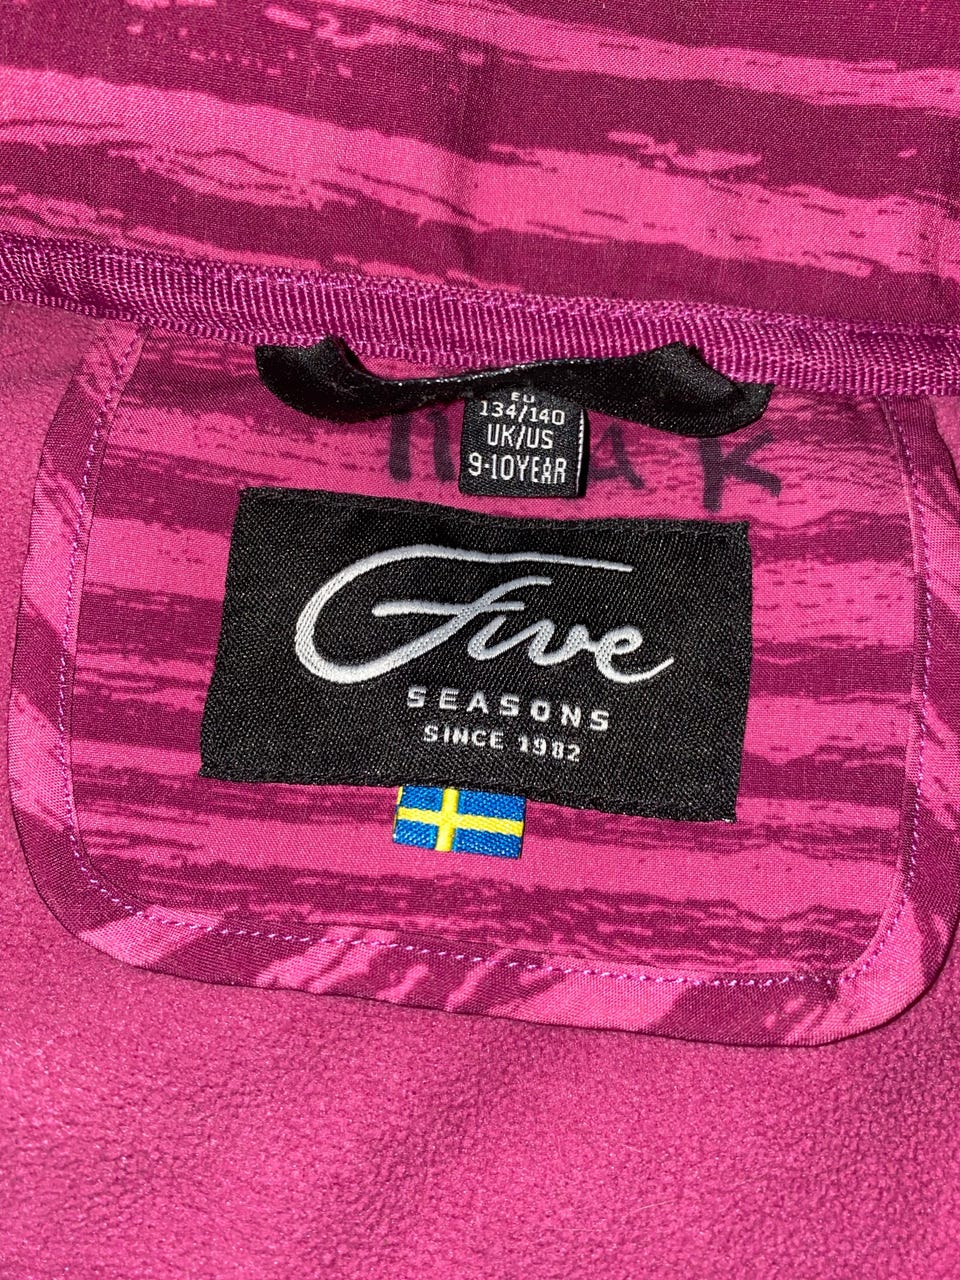 EU
134/140
UK/US
9-10YEAR
Five
SEASONS
SINCE 1982